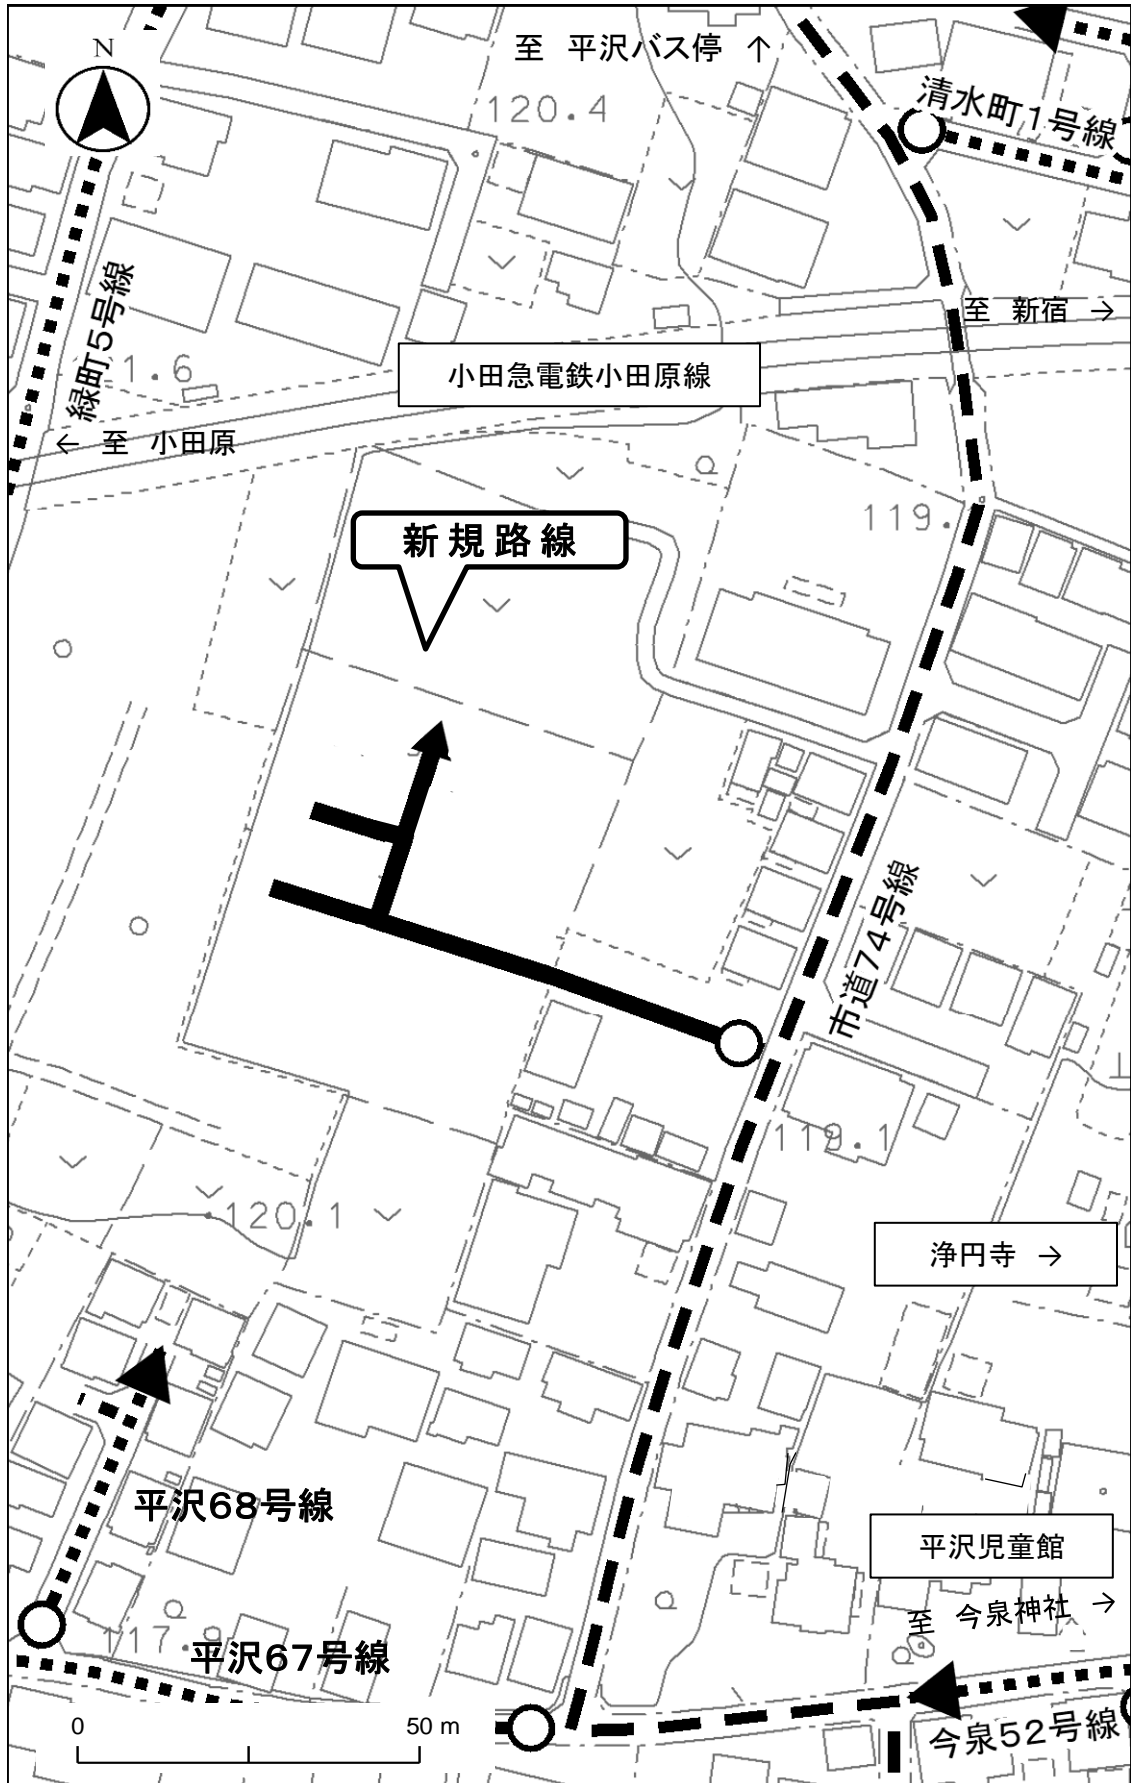 N
至 平沢バス停 ↑
120.4
清水町1号線
緑町5号線
至 新宿 →
小田急電鉄小田原線
1.6
← 至 小田原
119.
新規路線
市道74号線
119.1
120.1
浄円寺 →
平沢68号線
平沢児童館
至 今泉神社 →
117.9
平沢67号線
今泉52号線
0
50 m